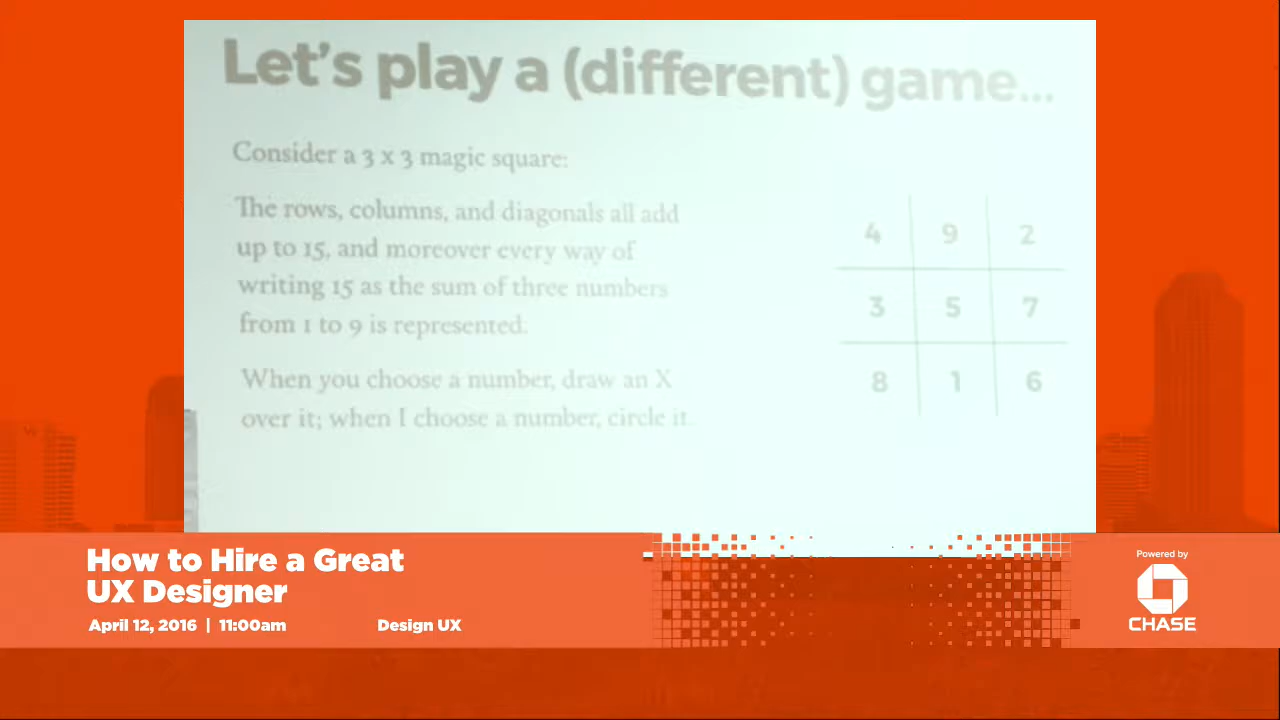 Let's play a (different) game...
Consider a 3 x 3 magic square:
The rows, columns, and diagonals all add
up to 15, and moreover every way of
writing 15 as the sum of three numbers
from 1 to 9 is represented.
When you choose a number, draw an X
over it; when I choose a number, circle it.
4 9 2
3 5 7
8 1 6
How to Hire a Great
UX Designer
April 12, 2016 | 11:00am Design UX
Powered by
CHASE